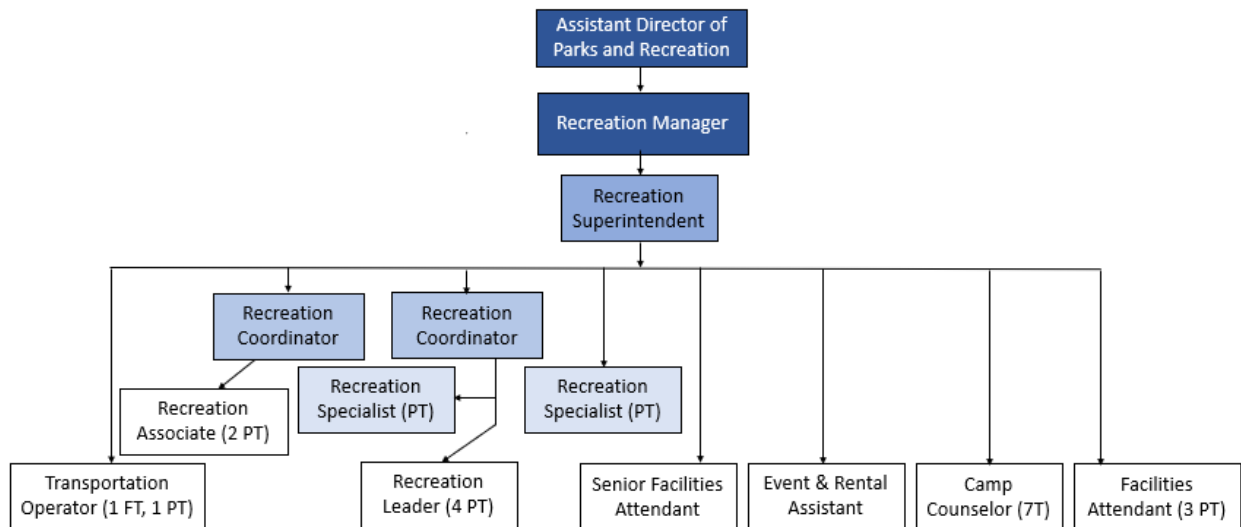 Assistant Director of
Parks and Recreation
Recreation Manager
Recreation
Superintendent
Recreation
Coordinator
Recreation
Coordinator
Recreation
Specialist (PT)
Recreation
Specialist (PT)
Recreation
Associate (2 PT)
Transportation
Operator (1 FT, 1 PT)
Recreation
Leader (4 PT)
Senior Facilities
Attendant
Event & Rental
Assistant
Camp
Counselor (7T)
Facilities
Attendant (3 PT)